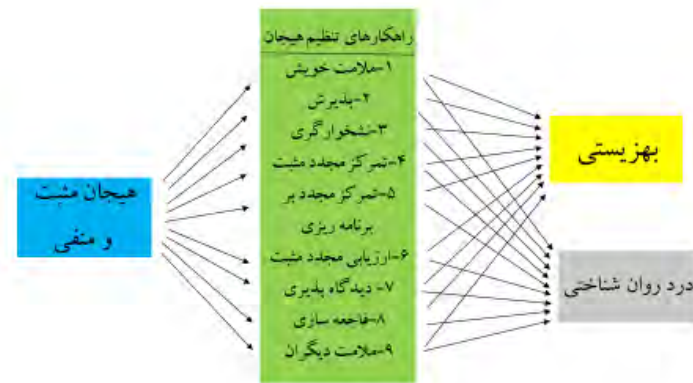 راهکارهای تنظیم هیجان
۱-ملامت خویش
۲-پذیرش
۳-نشخوارگری
۴-تمرکز مجدد مثبت
۵-تمرکز مجدد بر
برنامه ریزی
۶-ارزیابی مجدد مثبت
۷- دیدگاه پذیری
۸-فاجعه سازی
۹-ملامت دیگران
هیجان مثبت
و منفی
بهزیستی
درد روان شناختی